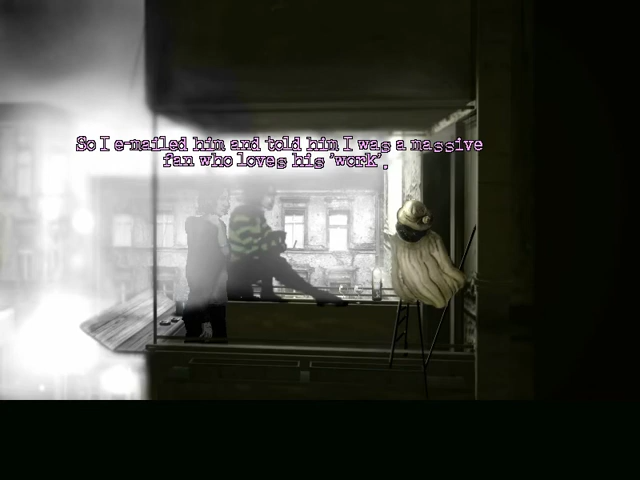 So I e-mailed him and told him I was a massive
fan who loves his 'work'.